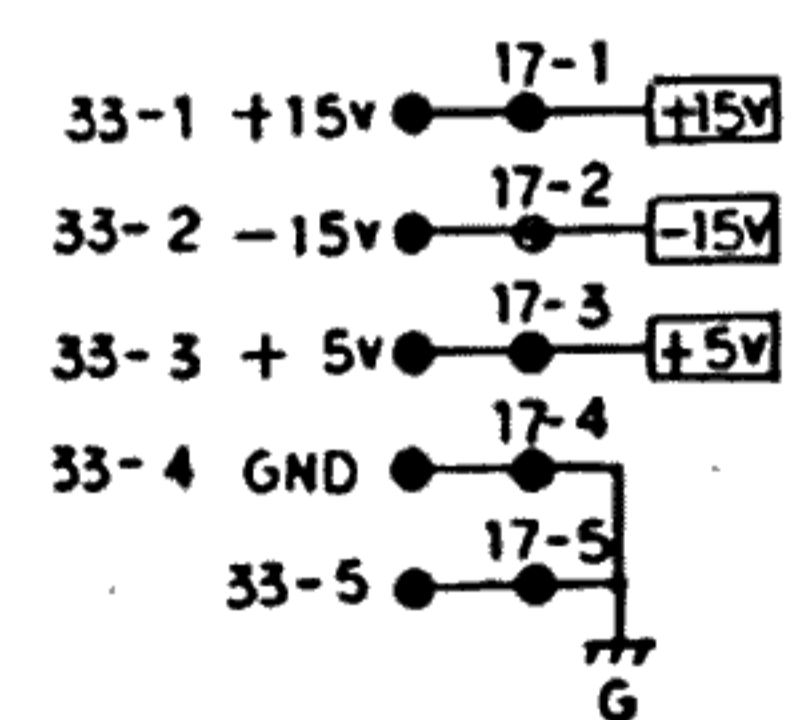 17-1
33-1 +15v +15v
17-2
33-2 -15v -15v
17-3
33-3 + 5v + 5v
17-4
33-4 GND
17-5
33-5
G